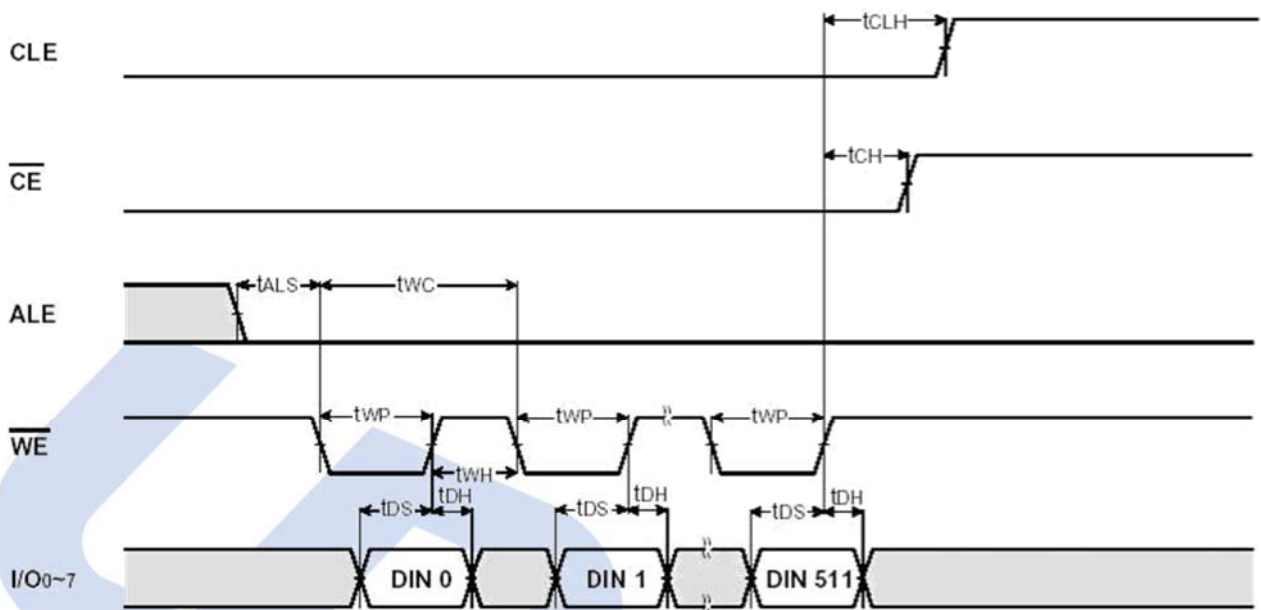 tCLH
CLE
tCH
CE
tALS tWC
ALE
tWP tWP tWP
WE
tWH
tDS tDH tDS tDH tDS tDH
I/O0~7 DIN 0 DIN 1 DIN 511